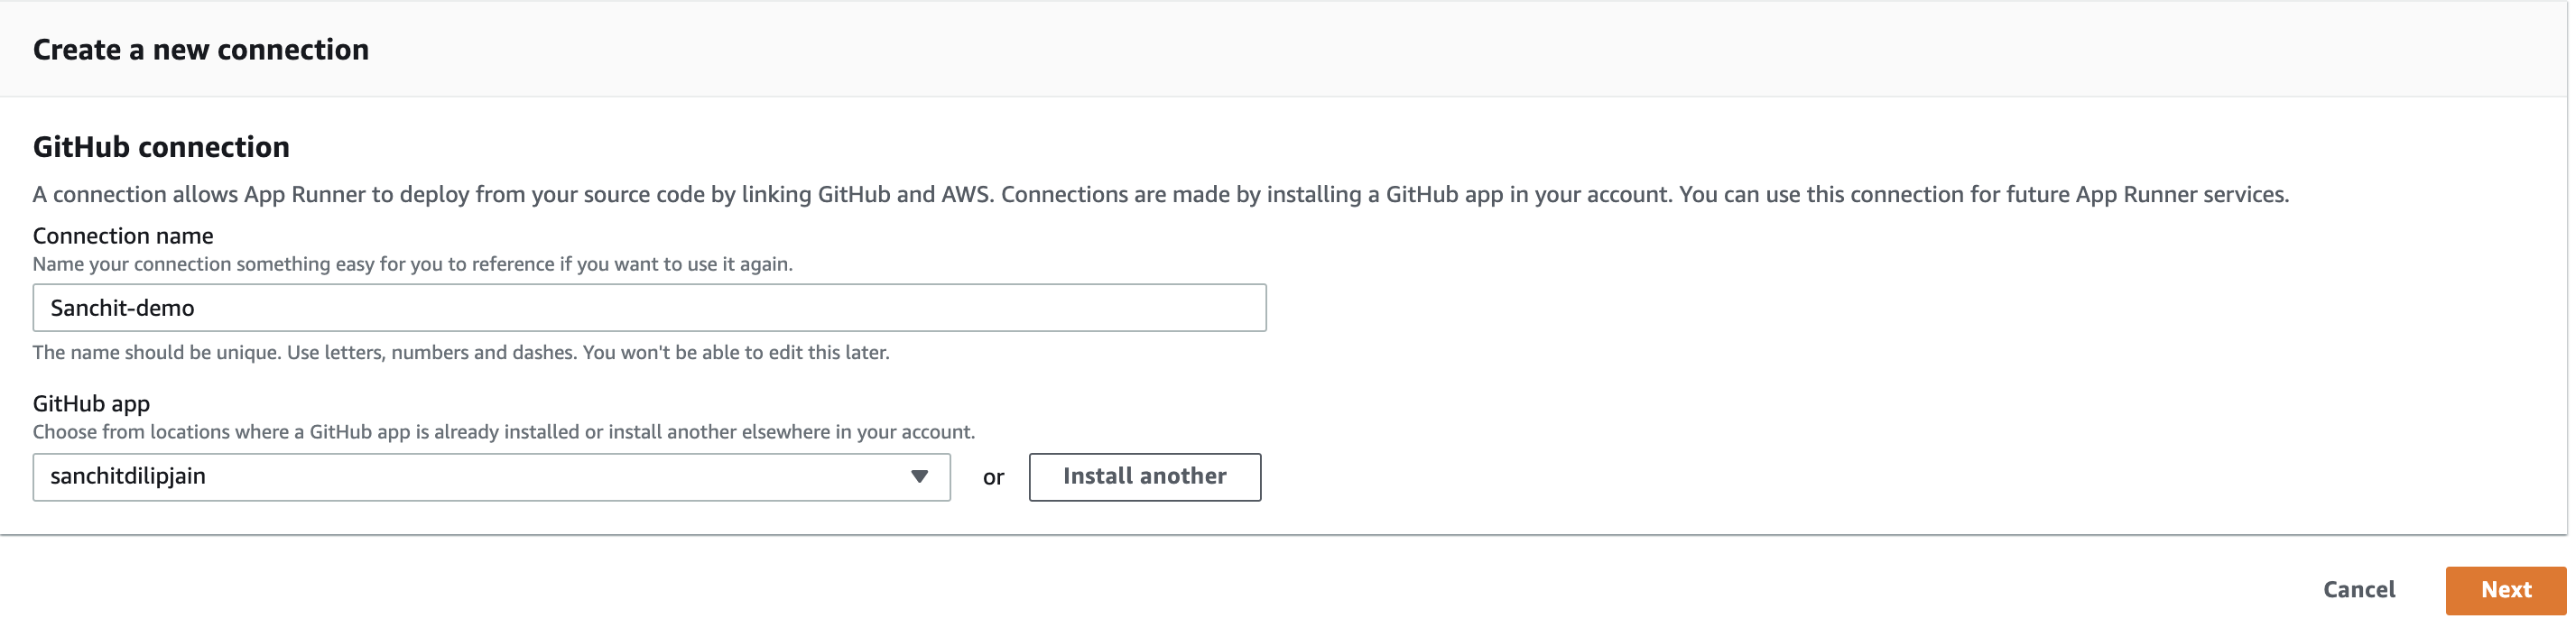 Create a new connection
GitHub connection
A connection allows App Runner to deploy from your source code by linking GitHub and AWS. Connections are made by installing a GitHub app in your account. You can use this connection for future App Runner services.
Connection name
Name your connection something easy for you to reference if you want to use it again.
Sanchit-demo
The name should be unique. Use letters, numbers and dashes. You won't be able to edit this later.
GitHub app
Choose from locations where a GitHub app is already installed or install another elsewhere in your account.
sanchitdilipjain or Install another
Cancel Next